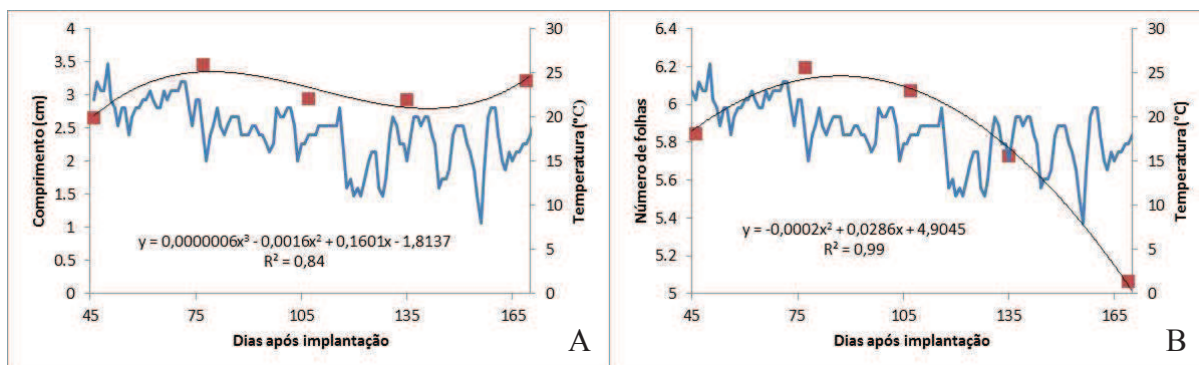 4
3.5
3
2.5
2
1.5
1
0.5
0
Comprimento (cm)
30
25
20
15
10
5
0
Temperatura (°C)
y = 0,0000006x³ - 0,0016x² + 0,1601x - 1,8137
R² = 0,84
45 75 105 135 165
Dias após implantação
A
6.4
6.2
6
5.8
5.6
5.4
5.2
5
Número de folhas
30
25
20
15
10
5
0
Temperatura (°C)
y = -0,0002x² + 0,0286x + 4,9045
R² = 0,99
45 75 105 135 165
Dias após implantação
B